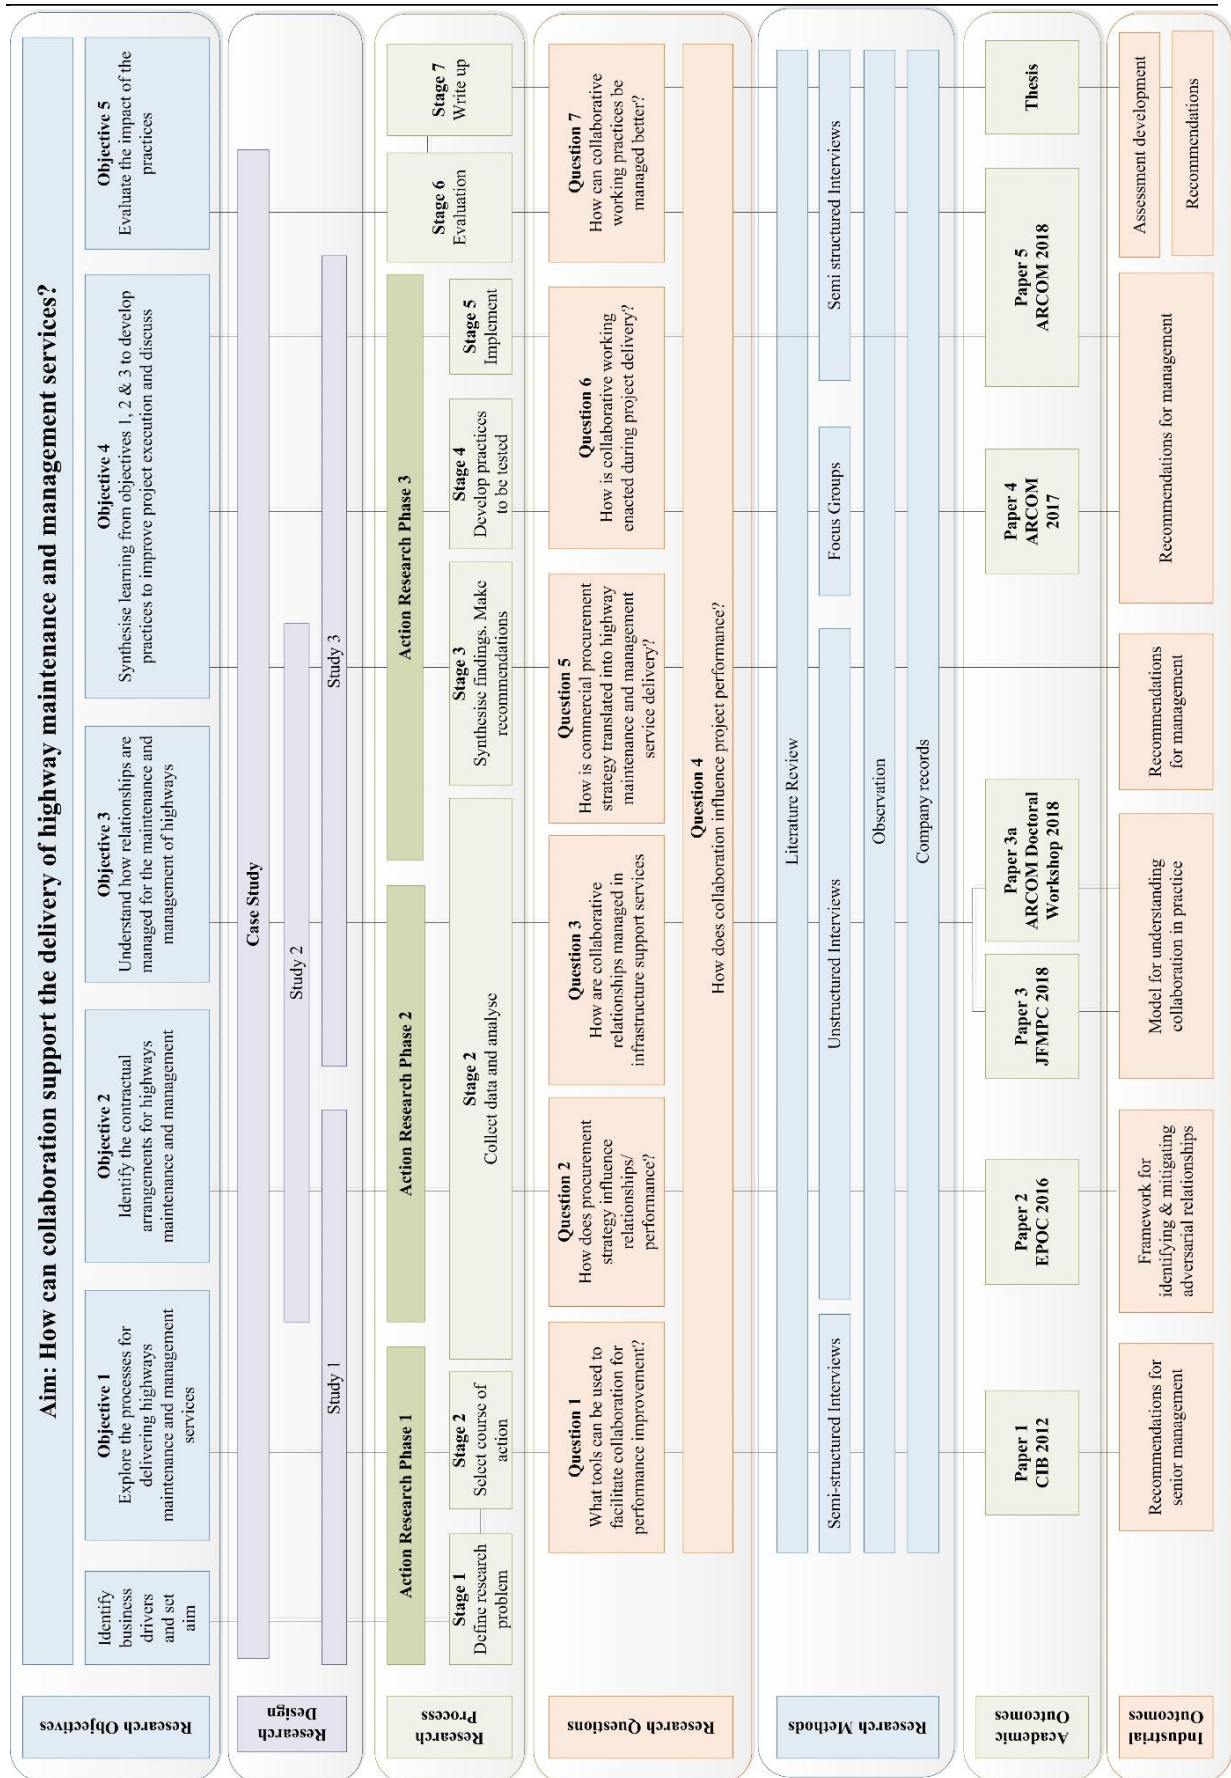 Research Objectives
Aim: How can collaboration support the delivery of highway maintenance and management services?
Identify
business
drivers
and set
aim
Objective 1
Explore the processes for
delivering highways
maintenance and management
services
Objective 2
Identify the contractual
arrangements for highways
maintenance and management
Objective 3
Understand how relationships are
managed for the maintenance and
management of highways
Objective 4
Synthesise learning from objectives 1, 2 & 3 to develop
practices to improve project execution and discuss
Objective 5
Evaluate the impact of the
practices
Research
Design
Case Study
Study 2
Study 1
Study 3
Research
Process
Action Research Phase 1
Action Research Phase 2
Action Research Phase 3
Stage 1
Define research
problem
Stage 2
Select course of
action
Stage 2
Collect data and analyse
Stage 3
Synthesise findings. Make
recommendations
Stage 4
Develop practices
to be tested
Stage 5
Implement
Stage 6
Evaluation
Stage 7
Write up
Research Questions
Question 1
What tools can be used to
facilitate collaboration for
performance improvement?
Question 2
How does procurement
strategy influence
relationships/
performance?
Question 3
How are collaborative
relationships managed in
infrastructure support services
Question 5
How is commercial procurement
strategy translated into highway
maintenance and management
service delivery?
Question 6
How is collaborative working
enacted during project delivery?
Question 7
How can collaborative
working practices be
managed better?
Question 4
How does collaboration influence project performance?
Research Methods
Literature Review
Semi-structured Interviews
Unstructured Interviews
Focus Groups
Semi structured Interviews
Observation
Company records
Academic
Outcomes
Paper 1
CIB 2012
Paper 2
EPOC 2016
Paper 3
JFMPC 2018
Paper 3a
ARCOM Doctoral
Workshop 2018
Paper 4
ARCOM
2017
Paper 5
ARCOM 2018
Thesis
Industrial
Outcomes
Recommendations for
senior management
Framework for
identifying & mitigating
adversarial relationships
Model for understanding
collaboration in practice
Recommendations
for management
Recommendations for management
Assessment development
Recommendations